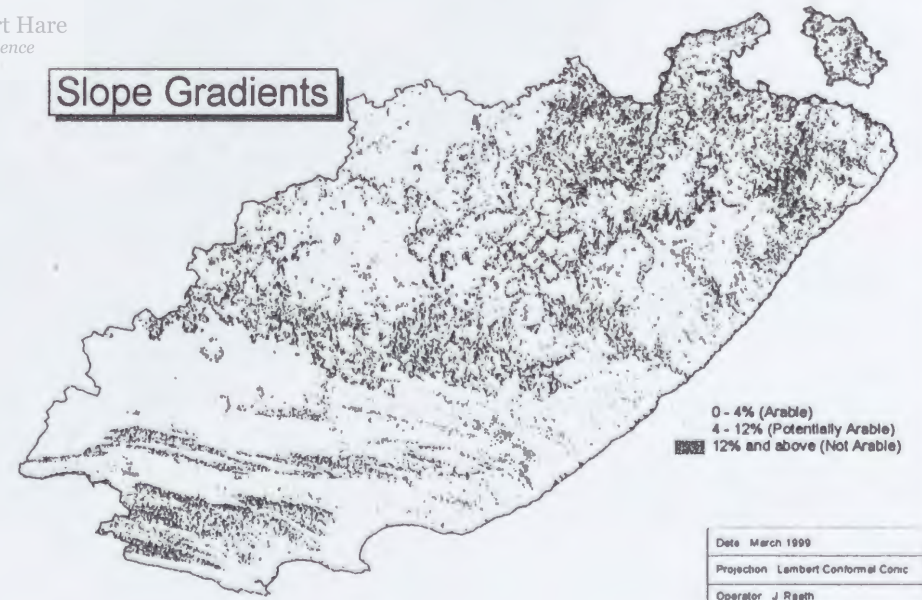 t Hare
ence
Slope Gradients
0 - 4% (Arable)
4 - 12% (Potentially Arable)
12% and above (Not Arable)
Date March 1999
Projection Lambert Conformal Conic
Operator J Raath